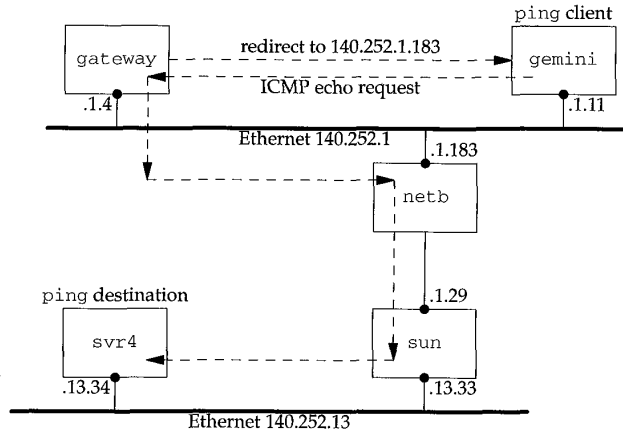 ping client
gateway
redirect to 140.252.1.183
gemini
ICMP echo request
.1.4
.1.11
Ethernet 140.252.1
.1.183
netb
.1.29
ping destination
svr4
sun
.13.34
.13.33
Ethernet 140.252.13